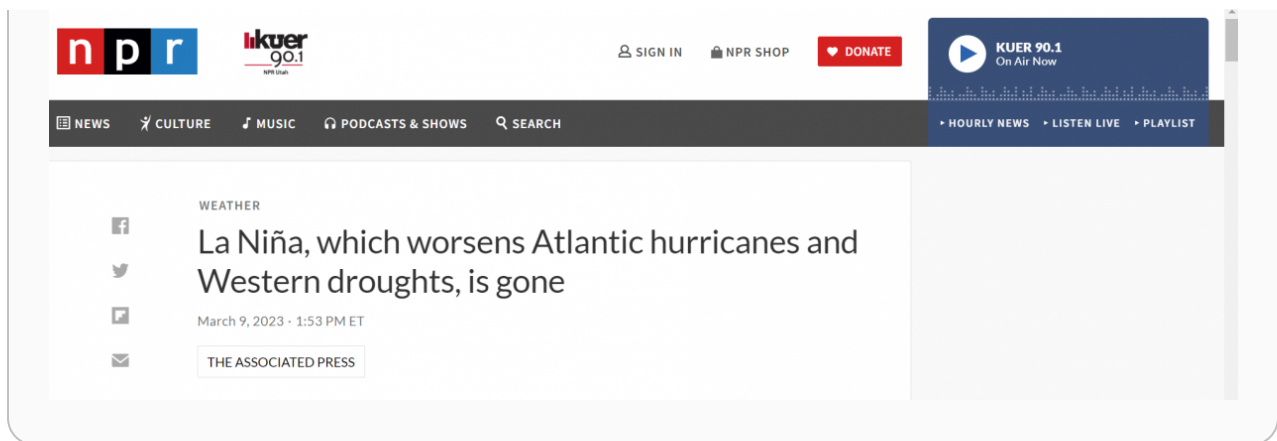 npr
kuer
90.1
NPR Utah
SIGN IN
NPR SHOP
DONATE
KUER 90.1
On Air Now
NEWS
CULTURE
MUSIC
PODCASTS & SHOWS
SEARCH
HOURLY NEWS
LISTEN LIVE
PLAYLIST
WEATHER
La Niña, which worsens Atlantic hurricanes and
Western droughts, is gone
March 9, 2023 · 1:53 PM ET
THE ASSOCIATED PRESS